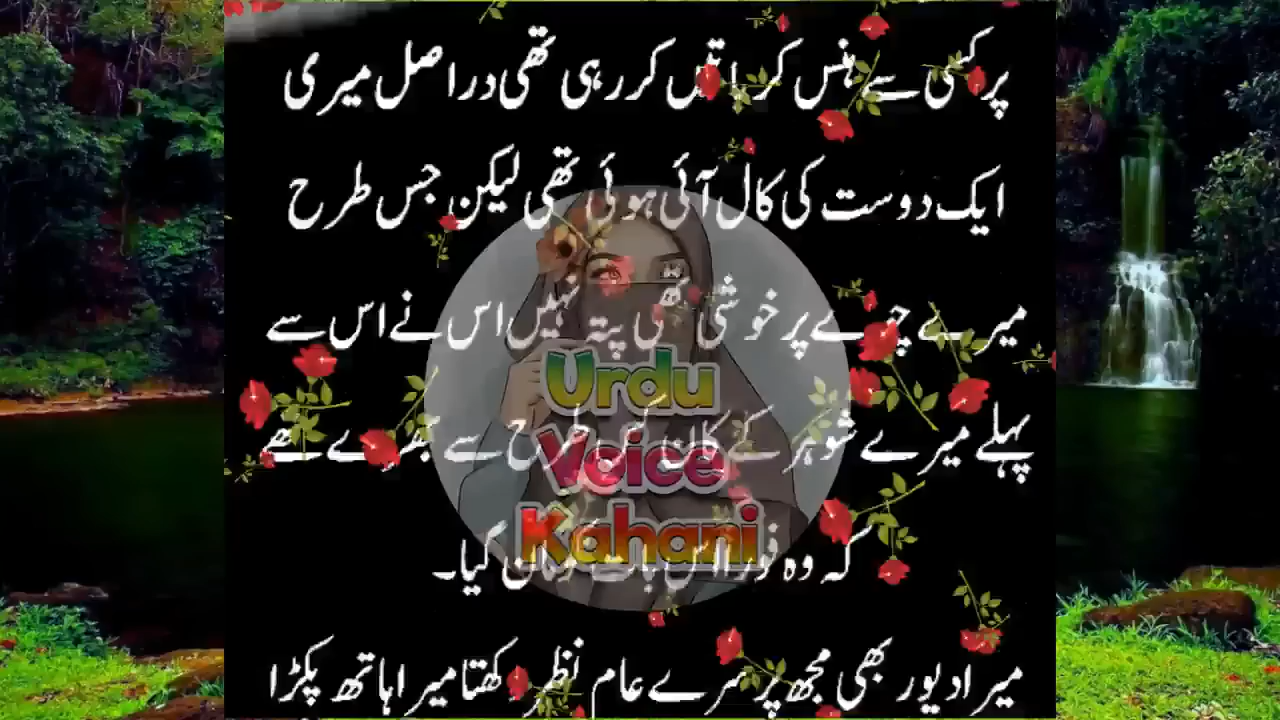 پر کسی سے ہنس کر باتیں کر رہی تھی دراصل میری
ایک دوست کی کال آئی ہوئی تھی لیکن جس طرح
میرے چہرے پر خوشی تھی پتہ نہیں اس نے اس سے
پہلے میرے شوہر کے کان کس طرح سے بھرے تھے
کہ وہ فورا اس بات کو مان گیا۔
میرا دیور بھی مجھ پر سرے عام نظر رکھتا میرا ہاتھ پکڑا
Urdu
Voice
Kahani